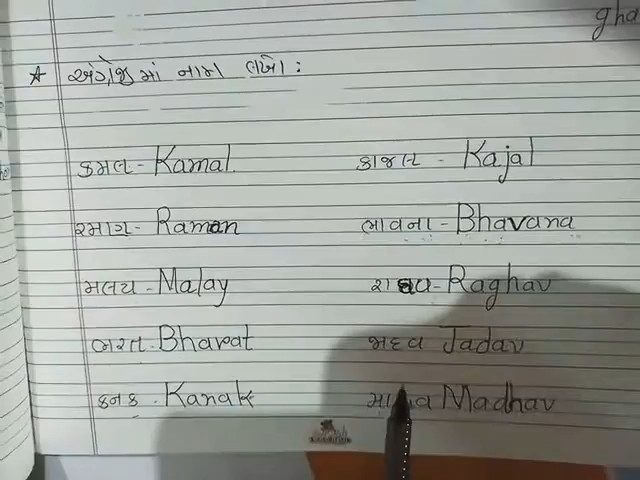 gha
☆ અંગ્રેજીમાં નામ લખો :
કમલ - Kamal
કાજલ - Kajal
રમણ - Raman
ભાવના - Bhavana
મલય - Malay
રાઘવ - Raghav
ભરત - Bharat
જાદવ Jadav
કનક - Kanak
Madhav